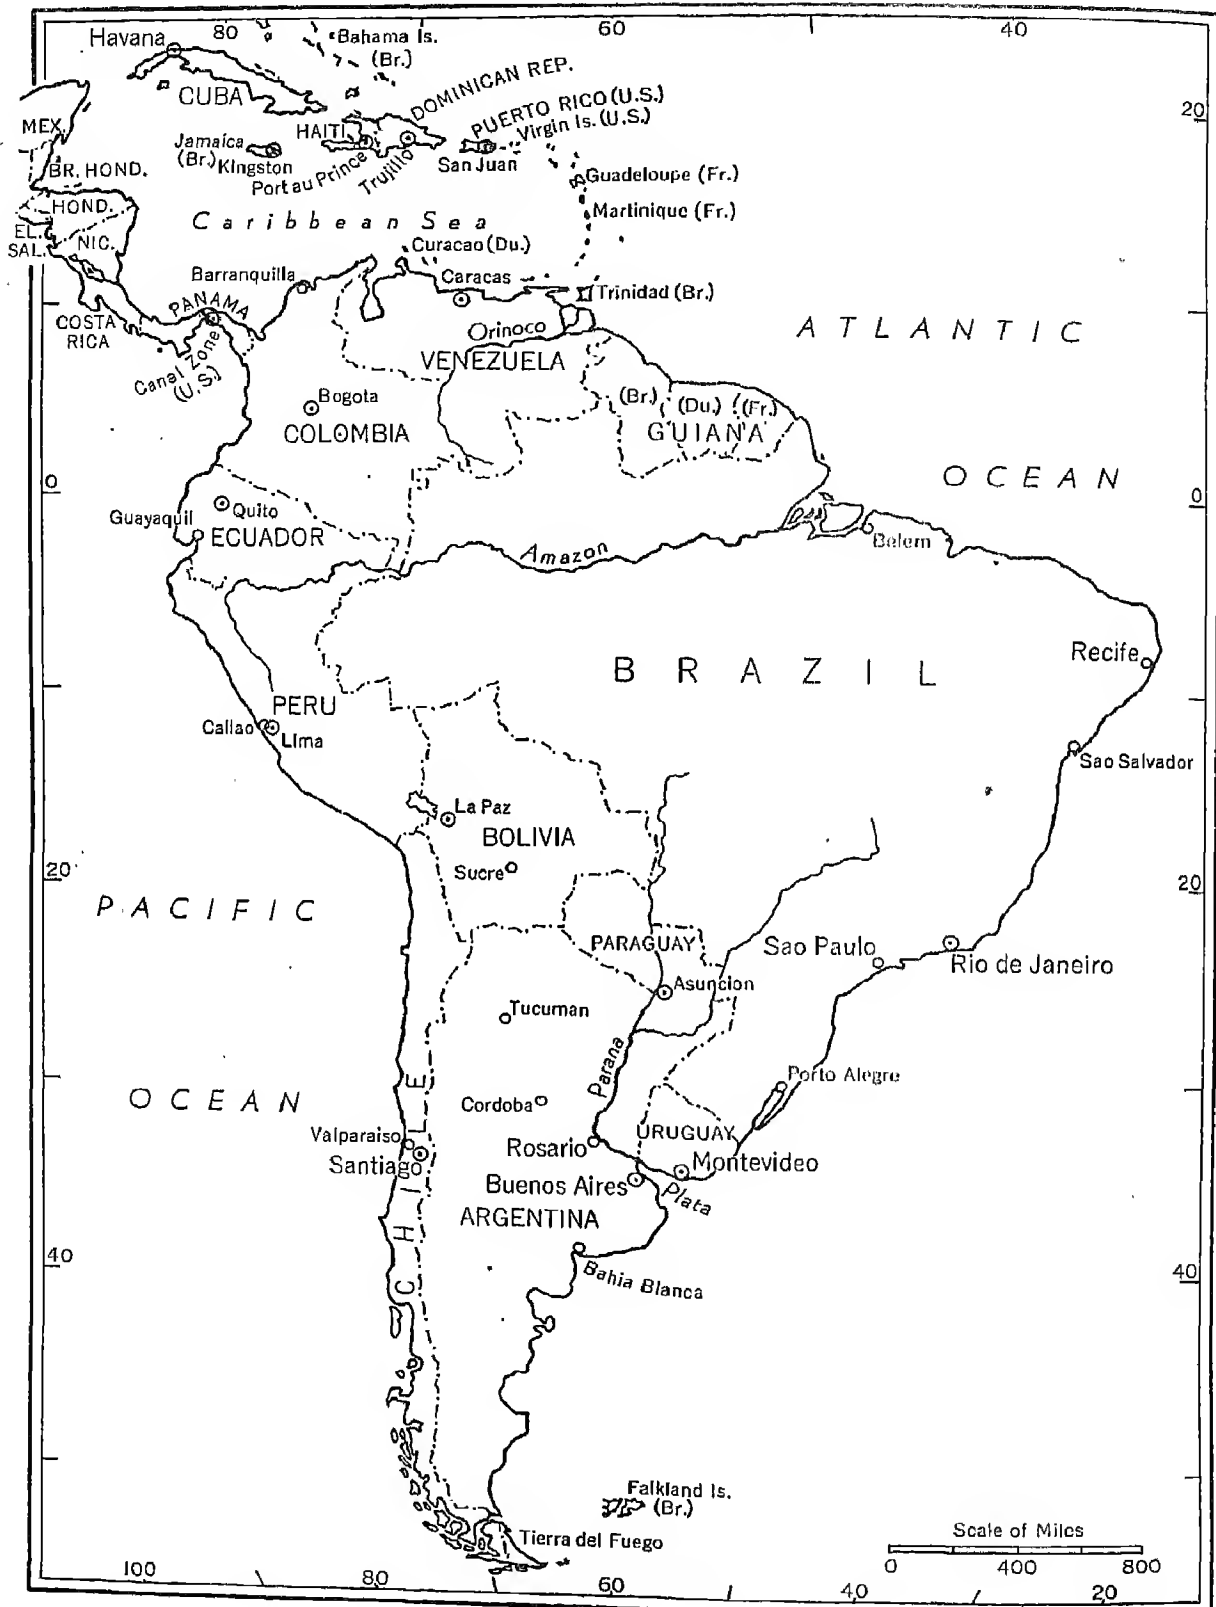 80
60
40
Havana
Bahama Is.
(Br.)
CUBA
DOMINICAN REP.
20
MEX.
HAITI
PUERTO RICO (U.S.)
Virgin Is. (U.S.)
Jamaica
(Br.)
Kingston
Port au Prince
Trujillo
San Juan
BR. HOND.
Guadeloupe (Fr.)
HOND.
Martinique (Fr.)
Caribbean Sea
EL.
SAL.
NIC.
Curacao (Du.)
Barranquilla
Caracas
Trinidad (Br.)
PANAMA
COSTA
RICA
Orinoco
ATLANTIC
Canal Zone
(U.S.)
VENEZUELA
Bogota
(Br.)
(Du.)
(Fr.)
COLOMBIA
GUIANA
OCEAN
0
0
Quito
Guayaquil
ECUADOR
Amazon
Belem
BRAZIL
Recife
PERU
Callao
Lima
Sao Salvador
La Paz
BOLIVIA
20
Sucre
20
PACIFIC
PARAGUAY
Sao Paulo
Rio de Janeiro
Asuncion
Tucuman
Parana
Porto Alegre
OCEAN
Cordoba
CHILE
Valparaiso
URUGUAY
Santiago
Rosario
Montevideo
Buenos Aires
Plata
ARGENTINA
40
40
Bahia Blanca
Falkland Is.
(Br.)
Tierra del Fuego
Scale of Miles
0
400
800
100
80
60
40
20